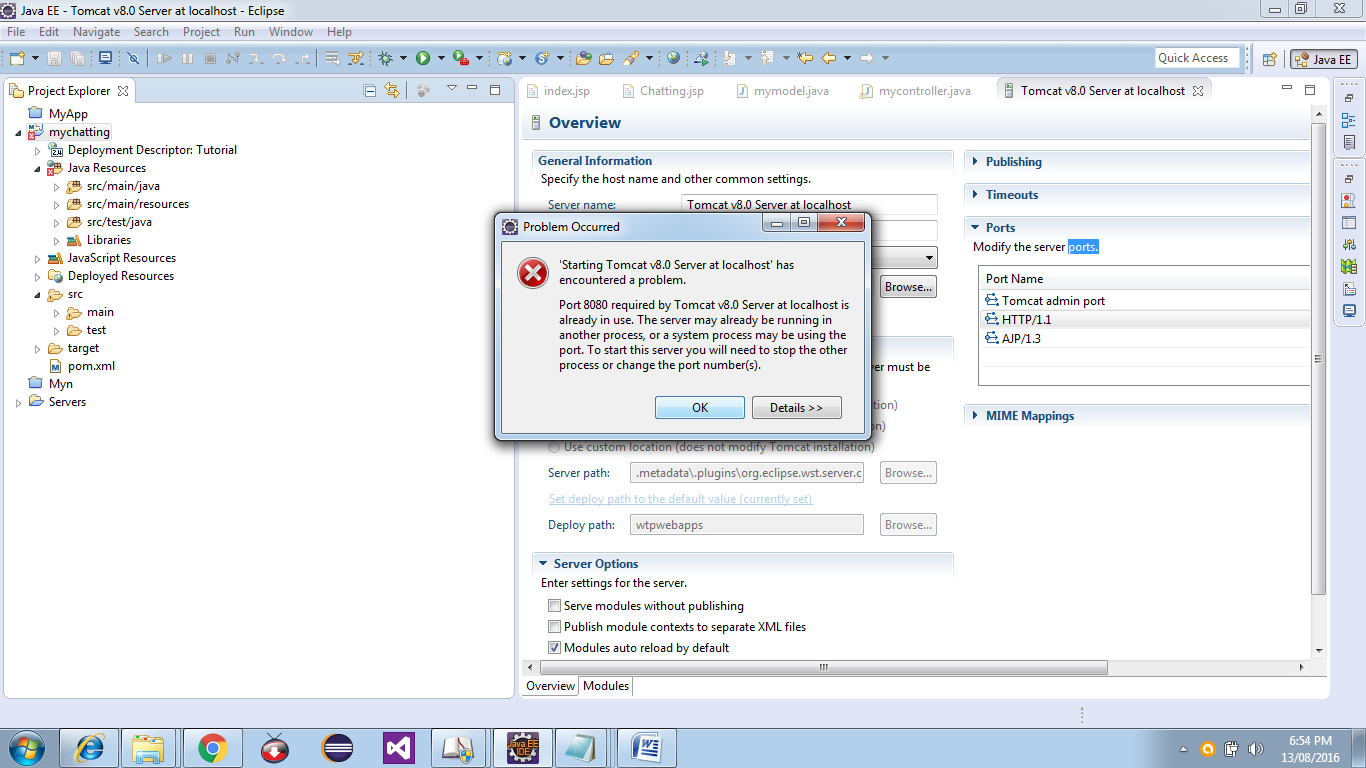 Java EE - Tomcat v8.0 Server at localhost - Eclipse
File Edit Navigate Search Project Run Window Help
Quick Access
Java EE
Project Explorer
MyApp
mychatting
Deployment Descriptor: Tutorial
Java Resources
src/main/java
src/main/resources
src/test/java
Libraries
JavaScript Resources
Deployed Resources
src
main
test
target
pom.xml
Myn
Servers
index.jsp Chatting.jsp mymodel.java mycontroller.java Tomcat v8.0 Server at localhost
Overview
General Information
Specify the host name and other common settings.
Server name: Tomcat v8.0 Server at localhost
Browse...
Problem Occurred
'Starting Tomcat v8.0 Server at localhost' has
encountered a problem.
Port 8080 required by Tomcat v8.0 Server at localhost is
already in use. The server may already be running in
another process, or a system process may be using the
port. To start this server you will need to stop the other
process or change the port number(s).
OK Details >>
ver must be
tion)
on)
Use custom location (does not modify Tomcat installation)
Server path: .metadata\.plugins\org.eclipse.wst.server.c Browse...
Set deploy path to the default value (currently set)
Deploy path: wtpwebapps Browse...
Server Options
Enter settings for the server.
Serve modules without publishing
Publish module contexts to separate XML files
Modules auto reload by default
Overview Modules
Publishing
Timeouts
Ports
Modify the server ports.
Port Name
Tomcat admin port
HTTP/1.1
AJP/1.3
MIME Mappings
Java EE
IDE
6:54 PM
13/08/2016